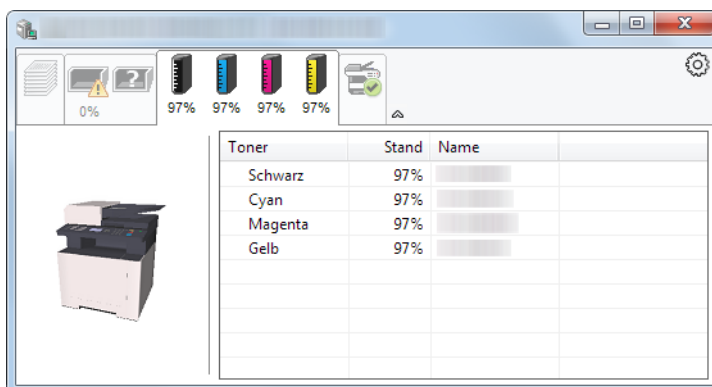 ?
0% 97% 97% 97% 97%
Toner Stand Name
Schwarz 97%
Cyan 97%
Magenta 97%
Gelb 97%